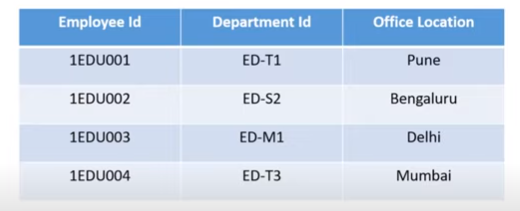 Employee Id Department Id Office Location
1EDU001 ED-T1 Pune
1EDU002 ED-S2 Bengaluru
1EDU003 ED-M1 Delhi
1EDU004 ED-T3 Mumbai